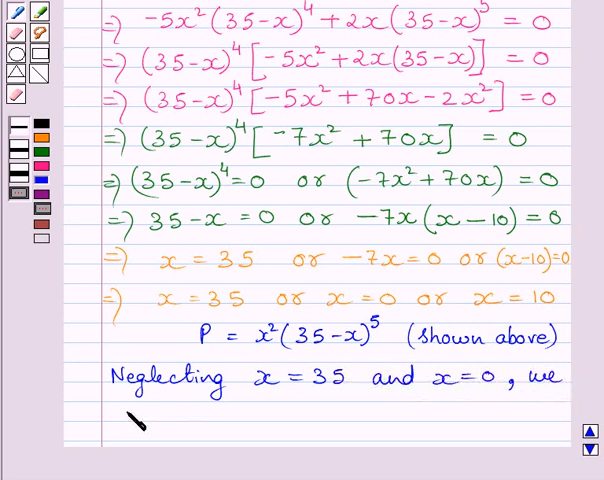 ⇒) -5x²(35-x)⁴ + 2x(35-x)⁵ = 0
⇒) (35-x)⁴ [-5x² + 2x(35-x)] = 0
⇒) (35-x)⁴ [-5x² + 70x - 2x²] = 0
⇒) (35-x)⁴ [-7x² + 70x] = 0
⇒) (35-x)⁴ = 0 or (-7x² + 70x) = 0
⇒) 35-x = 0 or -7x(x-10) = 0
⇒) x = 35 or -7x = 0 or (x-10) = 0
⇒) x = 35 or x = 0 or x = 10
P = x²(35-x)⁵ (shown above)
Neglecting x = 35 and x = 0, we